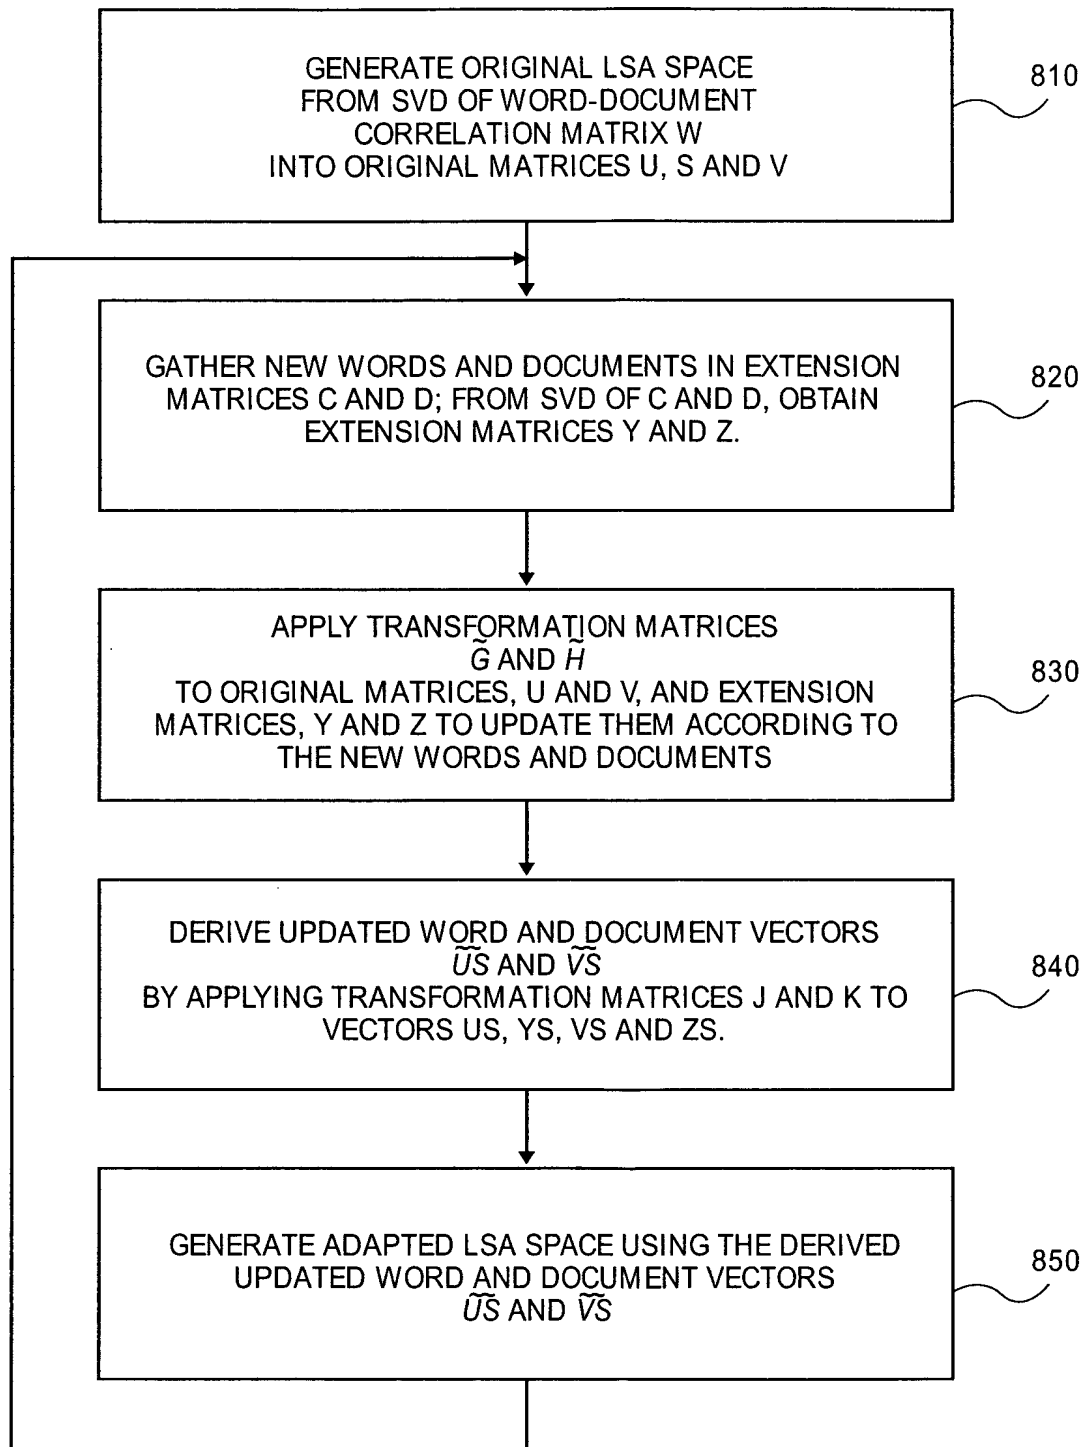 GENERATE ORIGINAL LSA SPACE
FROM SVD OF WORD-DOCUMENT
CORRELATION MATRIX W
INTO ORIGINAL MATRICES U, S AND V
810
GATHER NEW WORDS AND DOCUMENTS IN EXTENSION
MATRICES C AND D; FROM SVD OF C AND D, OBTAIN
EXTENSION MATRICES Y AND Z.
820
APPLY TRANSFORMATION MATRICES
G̃ AND H̃
TO ORIGINAL MATRICES, U AND V, AND EXTENSION
MATRICES, Y AND Z TO UPDATE THEM ACCORDING TO
THE NEW WORDS AND DOCUMENTS
830
DERIVE UPDATED WORD AND DOCUMENT VECTORS
U͠S AND V͠S
BY APPLYING TRANSFORMATION MATRICES J AND K TO
VECTORS US, YS, VS AND ZS.
840
GENERATE ADAPTED LSA SPACE USING THE DERIVED
UPDATED WORD AND DOCUMENT VECTORS
U͠S AND V͠S
850